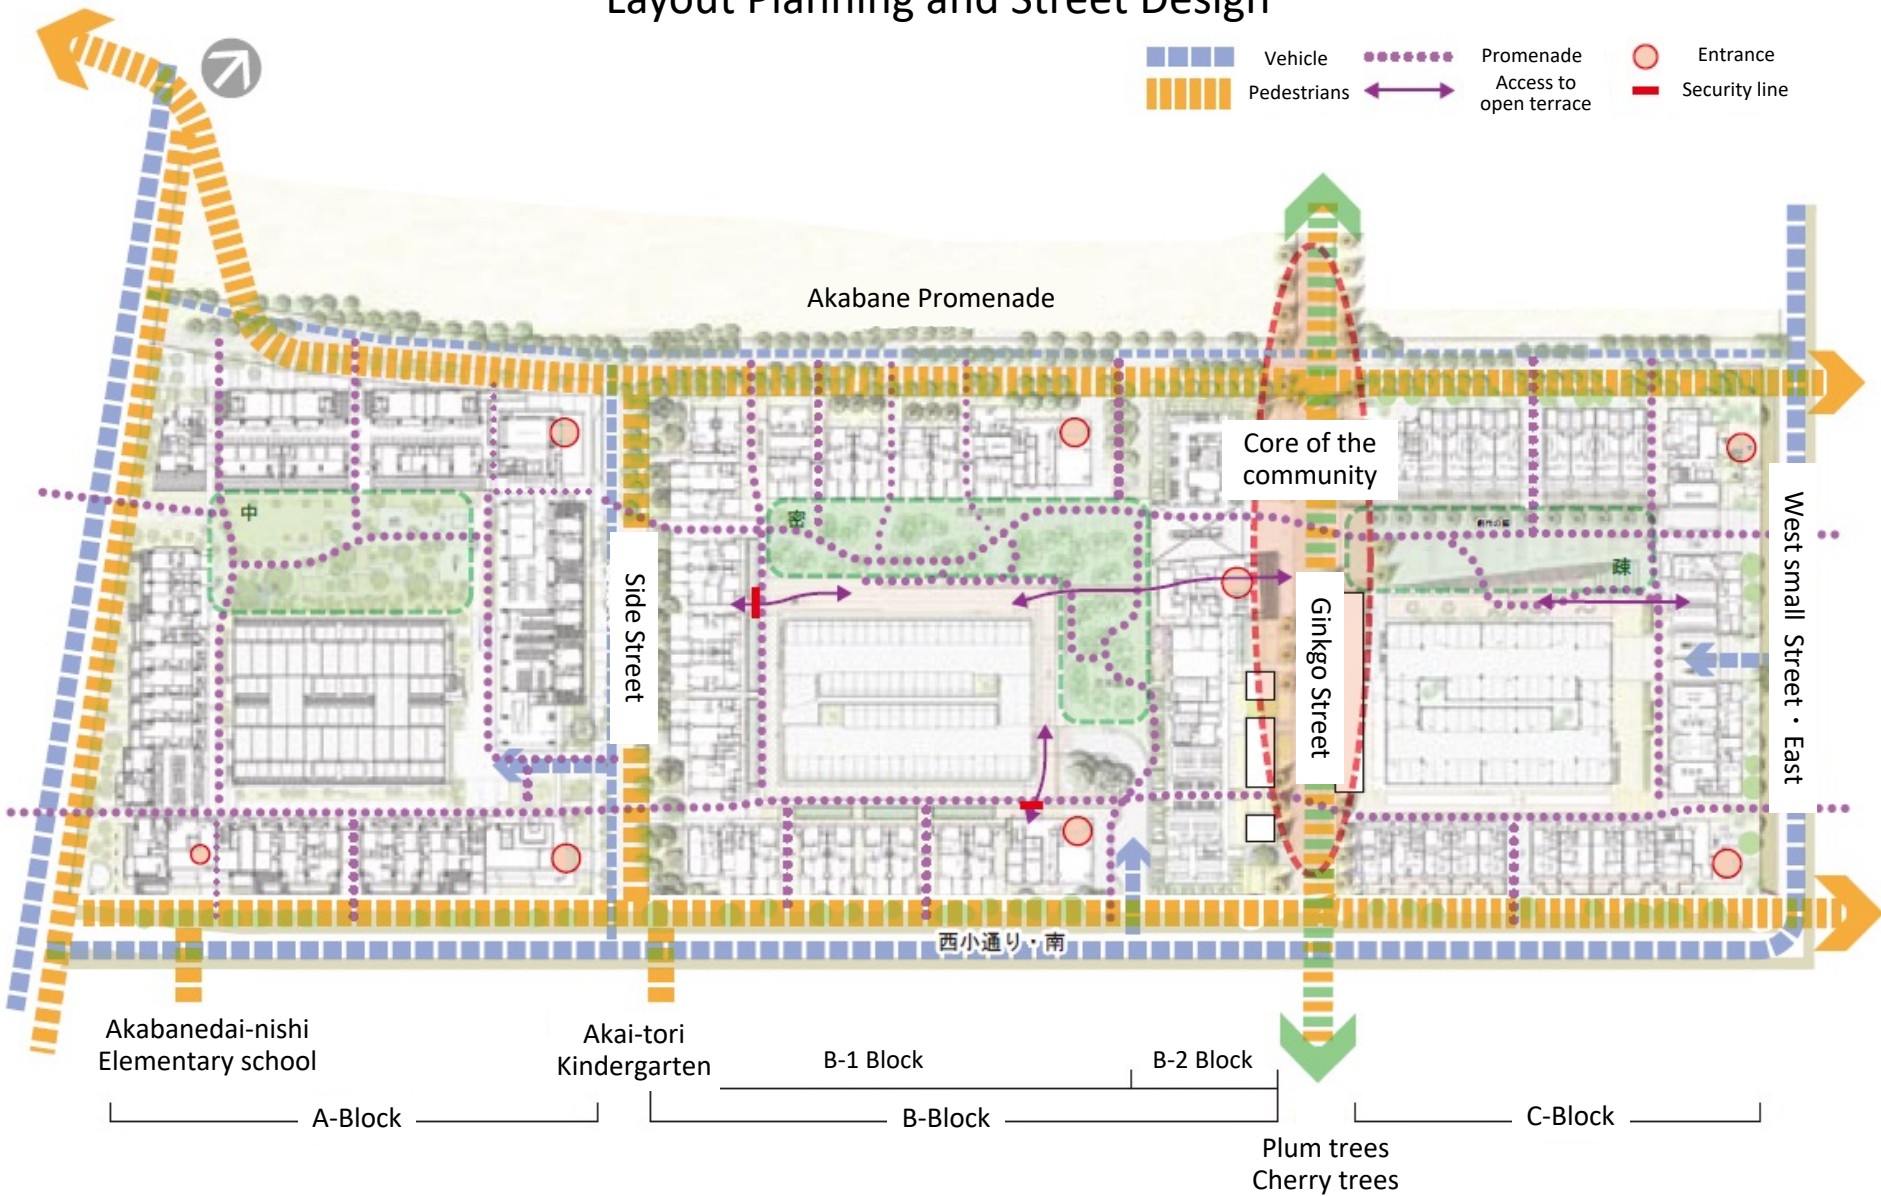 Layout Planning and Street Design
Vehicle
Promenade
Entrance
Pedestrians
Access to
open terrace
Security line
Akabane Promenade
Core of the
community
中
密
疎
Side Street
Ginkgo Street
West small Street・East
西小通り・南
Akabanedai-nishi
Elementary school
Akai-tori
Kindergarten
B-1 Block
B-2 Block
A-Block
B-Block
C-Block
Plum trees
Cherry trees